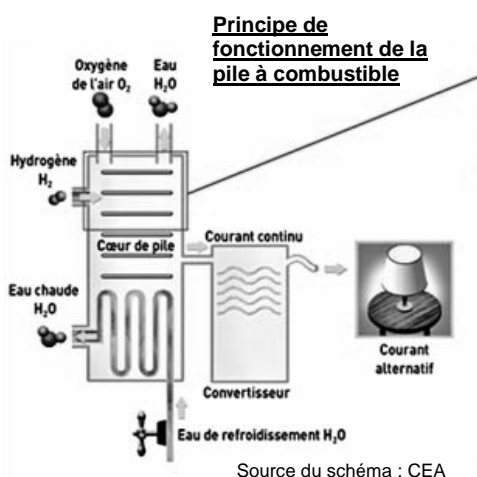 Principe de
fonctionnement de la
pile à combustible
Oxygène
de l'air O₂
Eau
H₂O
Hydrogène
H₂
Cœur de pile
Courant continu
Eau chaude
H₂O
Convertisseur
Courant
alternatif
Eau de refroidissement H₂O
Source du schéma : CEA